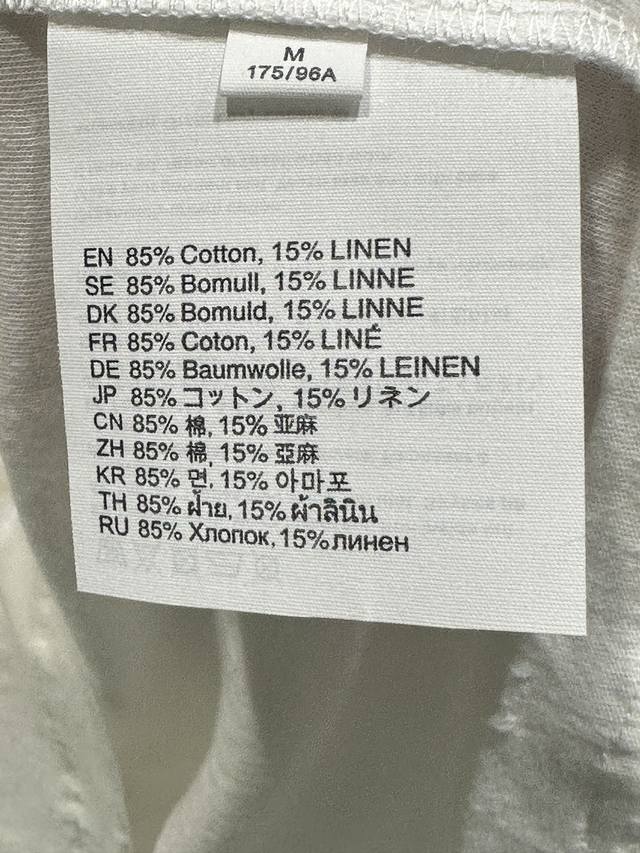 M
175/96A
EN 85% Cotton, 15% LINEN
SE 85% Bomull, 15% LINNE
DK 85% Bomuld, 15% LINNE
FR 85% Coton, 15% LINÉ
DE 85% Baumwolle, 15% LEINEN
JP 85% コットン, 15% リネン
CN 85% 棉, 15% 亚麻
ZH 85% 棉, 15% 亞麻
KR 85% 면, 15% 아마포
TH 85% ฝ้าย, 15% ผ้าลินิน
RU 85% Хлопок, 15% линен